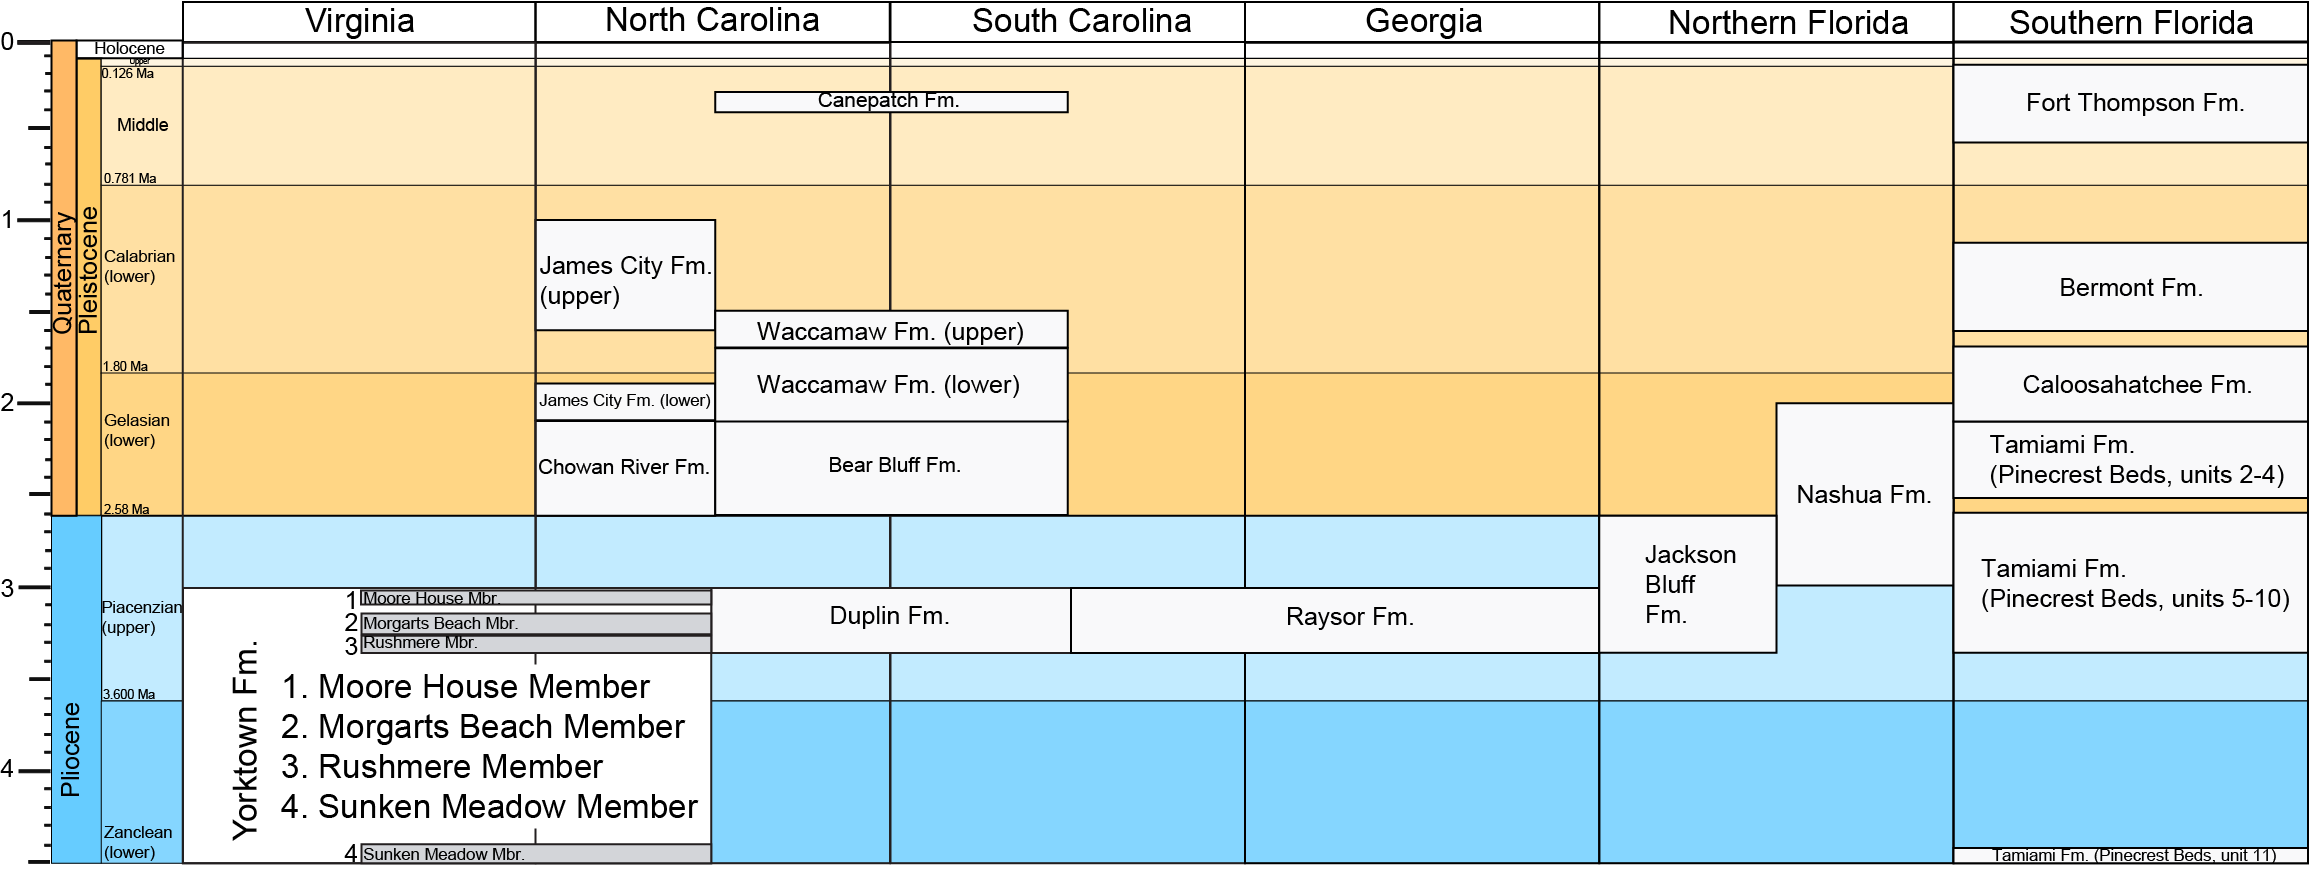 Virginia
North Carolina
South Carolina
Georgia
Northern Florida
Southern Florida
0
Holocene
Upper
0.126 Ma
Canepatch Fm.
Fort Thompson Fm.
Middle
0.781 Ma
1
Quaternary
Pleistocene
Calabrian
(lower)
James City Fm.
(upper)
Bermont Fm.
Waccamaw Fm. (upper)
1.80 Ma
Waccamaw Fm. (lower)
Caloosahatchee Fm.
2
James City Fm. (lower)
Gelasian
(lower)
Chowan River Fm.
Bear Bluff Fm.
Tamiami Fm.
(Pinecrest Beds, units 2-4)
Nashua Fm.
2.58 Ma
Jackson
Bluff
Fm.
Tamiami Fm.
(Pinecrest Beds, units 5-10)
3
Piacenzian
(upper)
1
Moore House Mbr.
2
Morgarts Beach Mbr.
3
Rushmere Mbr.
Duplin Fm.
Raysor Fm.
3.600 Ma
Pliocene
Yorktown Fm.
1. Moore House Member
2. Morgarts Beach Member
3. Rushmere Member
4. Sunken Meadow Member
4
Zanclean
(lower)
4
Sunken Meadow Mbr.
Tamiami Fm. (Pinecrest Beds, unit 11)